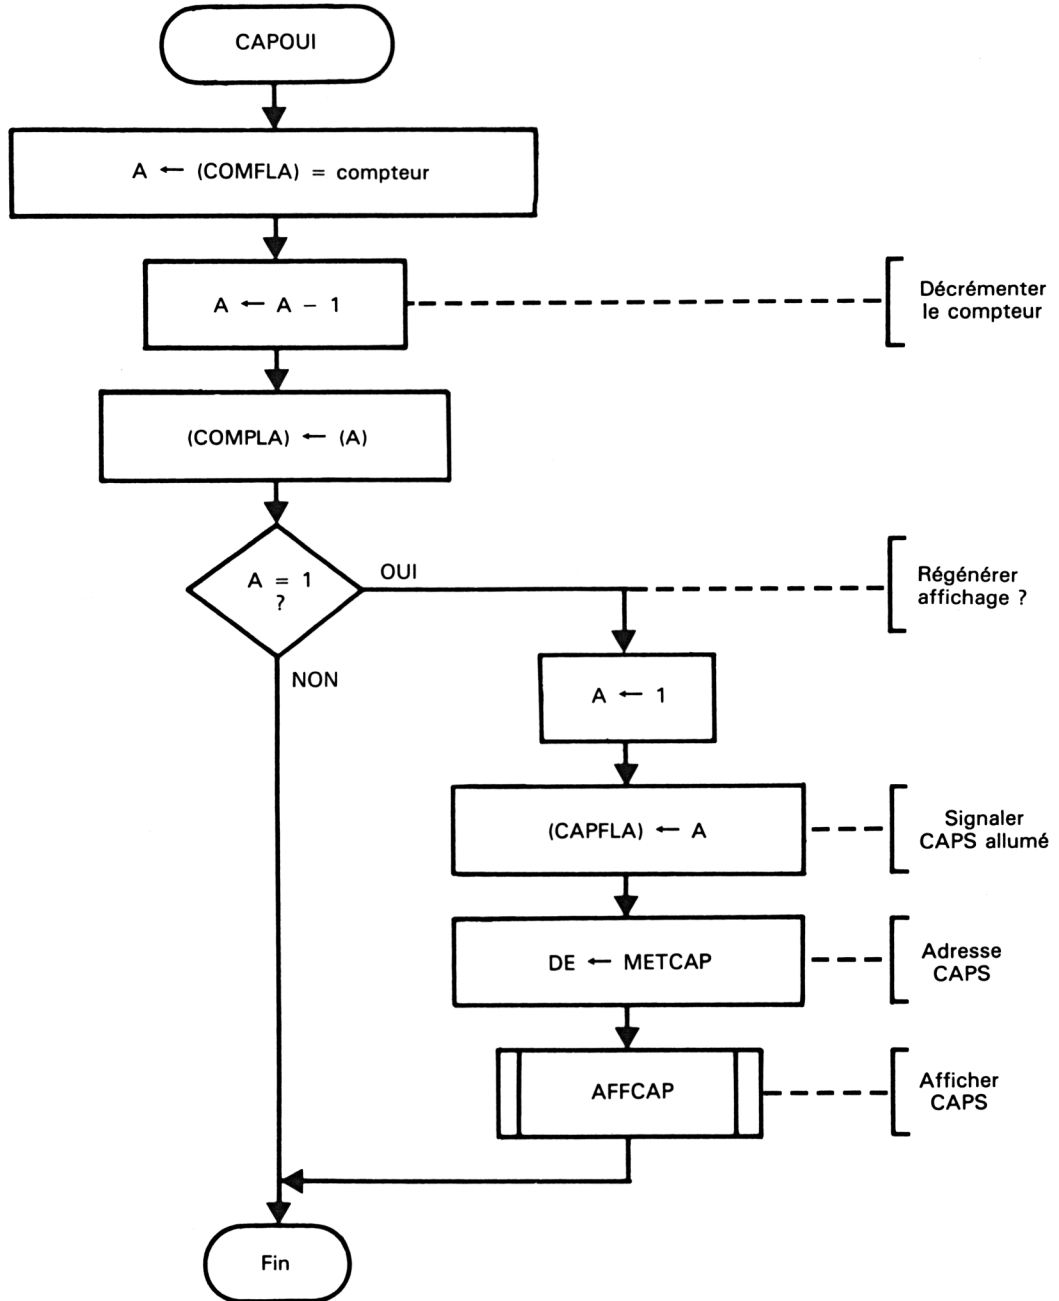 CAPOUI
A ← (COMFLA) = compteur
A ← A − 1
Décrémenter
le compteur
(COMPLA) ← (A)
A = 1
?
OUI
Régénérer
affichage ?
NON
A ← 1
(CAPFLA) ← A
Signaler
CAPS allumé
DE ← METCAP
Adresse
CAPS
AFFCAP
Afficher
CAPS
Fin